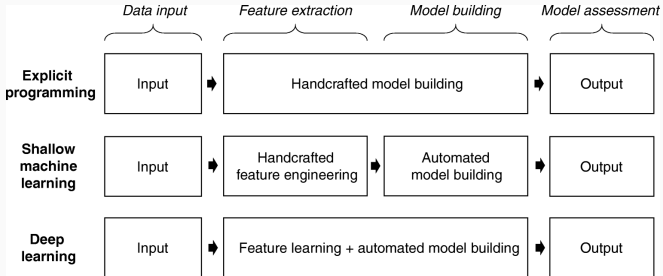 Data input
Feature extraction
Model building
Model assessment
Explicit
programming
Input
Handcrafted model building
Output
Shallow
machine
learning
Input
Handcrafted
feature engineering
Automated
model building
Output
Deep
learning
Input
Feature learning + automated model building
Output